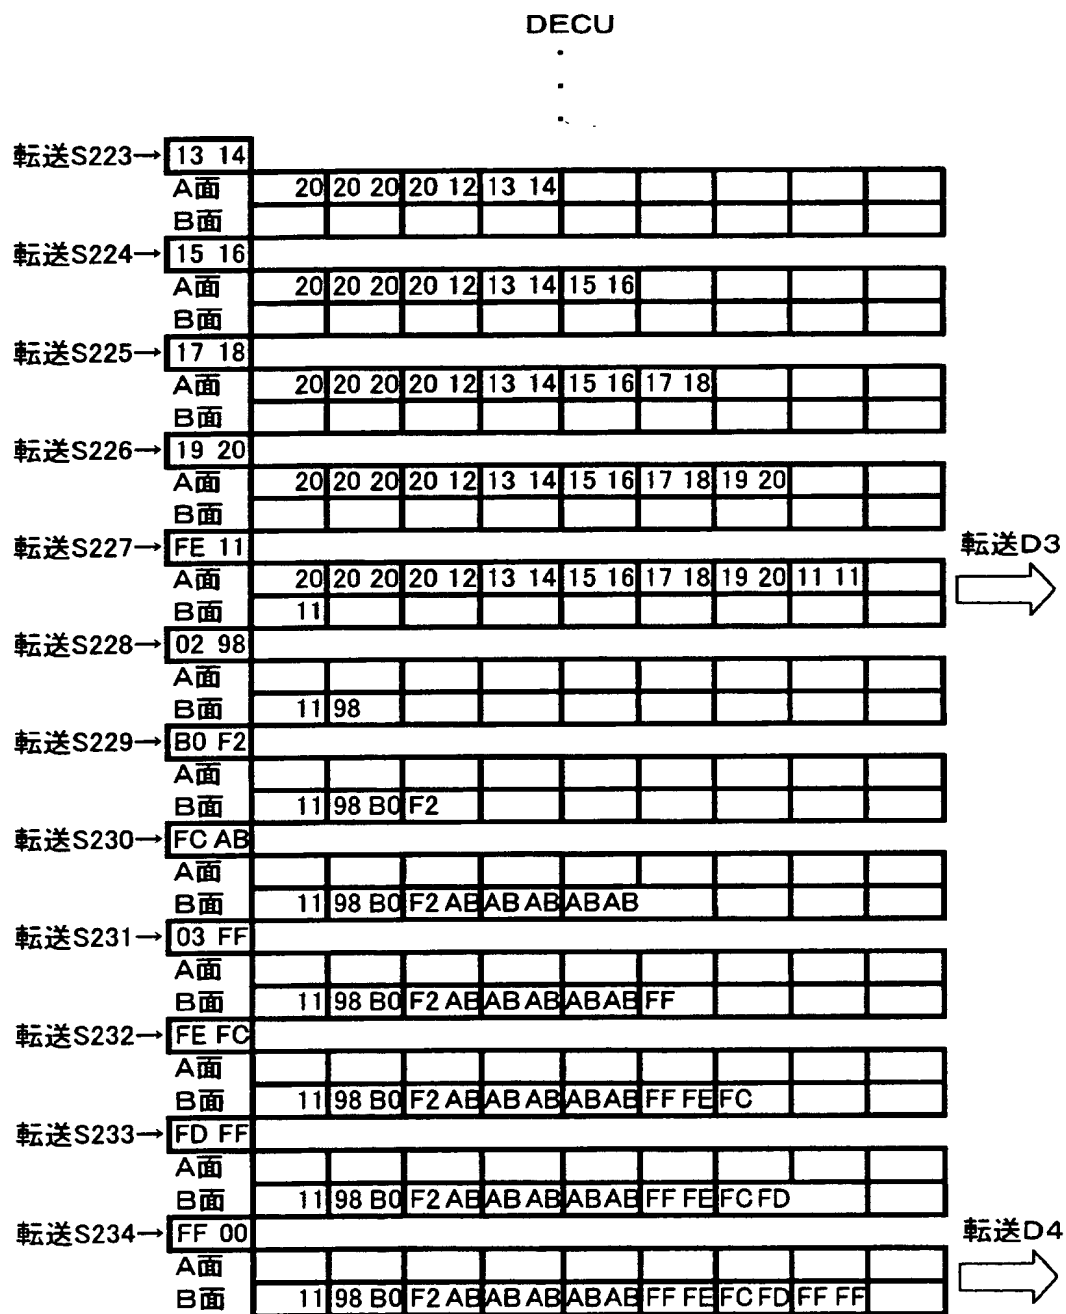 DECU
転送S223→ 13 14
A面 20 20 20 20 12 13 14
B面
転送S224→ 15 16
A面 20 20 20 20 12 13 14 15 16
B面
転送S225→ 17 18
A面 20 20 20 20 12 13 14 15 16 17 18
B面
転送S226→ 19 20
A面 20 20 20 20 12 13 14 15 16 17 18 19 20
B面
転送S227→ FE 11 転送D3
A面 20 20 20 20 12 13 14 15 16 17 18 19 20 11 11
B面 11
転送S228→ 02 98
A面
B面 11 98
転送S229→ B0 F2
A面
B面 11 98 B0 F2
転送S230→ FC AB
A面
B面 11 98 B0 F2 AB AB AB AB AB
転送S231→ 03 FF
A面
B面 11 98 B0 F2 AB AB AB AB AB FF
転送S232→ FE FC
A面
B面 11 98 B0 F2 AB AB AB AB AB FF FE FC
転送S233→ FD FF
A面
B面 11 98 B0 F2 AB AB AB AB AB FF FE FC FD
転送S234→ FF 00 転送D4
A面
B面 11 98 B0 F2 AB AB AB AB AB FF FE FC FD FF FF